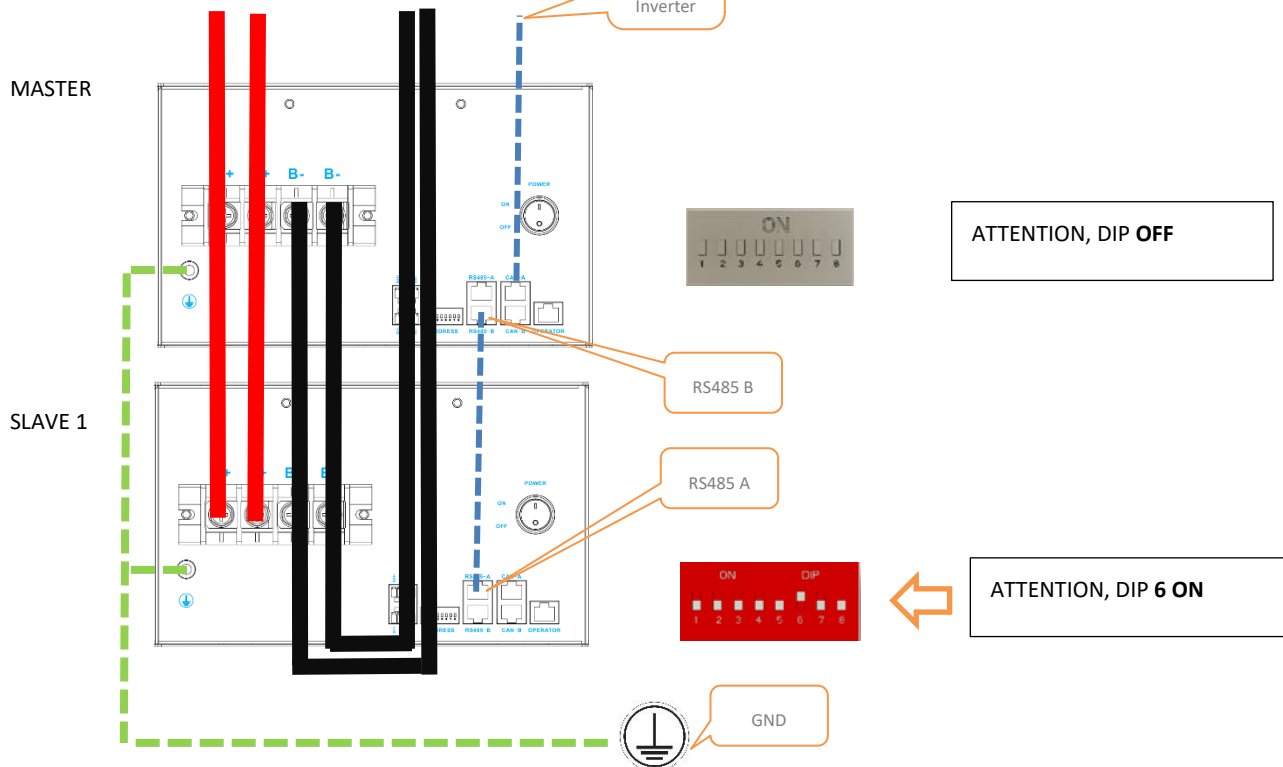 Inverter
MASTER
B- B-
POWER
ON
OFF
ON
1 2 3 4 5 6 7 8
ATTENTION, DIP OFF
RS485-A CAN-A
RS485-B CAN-B OPERATOR
RS485 B
SLAVE 1
POWER
ON
OFF
RS485 A
RS485-A CAN-A
RS485-B CAN-B OPERATOR
ON DIP
1 2 3 4 5 6 7 8
ATTENTION, DIP 6 ON
GND